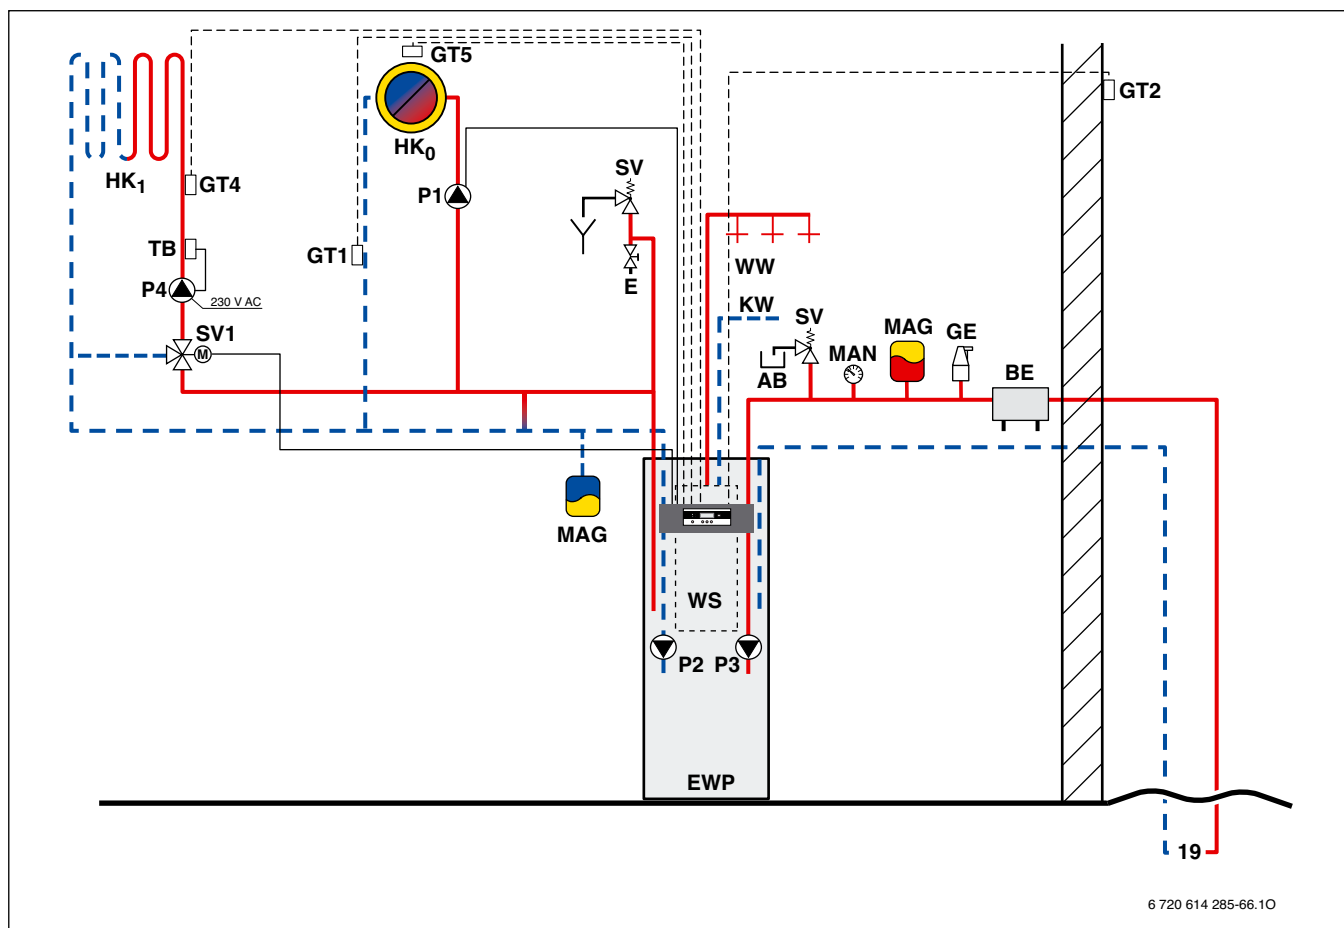 GT5
GT2
HK0
HK1
GT4
P1
SV
TB
GT1
WW
E
P4
230 V AC
KW
SV1
SV
MAG
GE
M
MAN
AB
BE
MAG
WS
P2
P3
EWP
19
6 720 614 285-66.1O